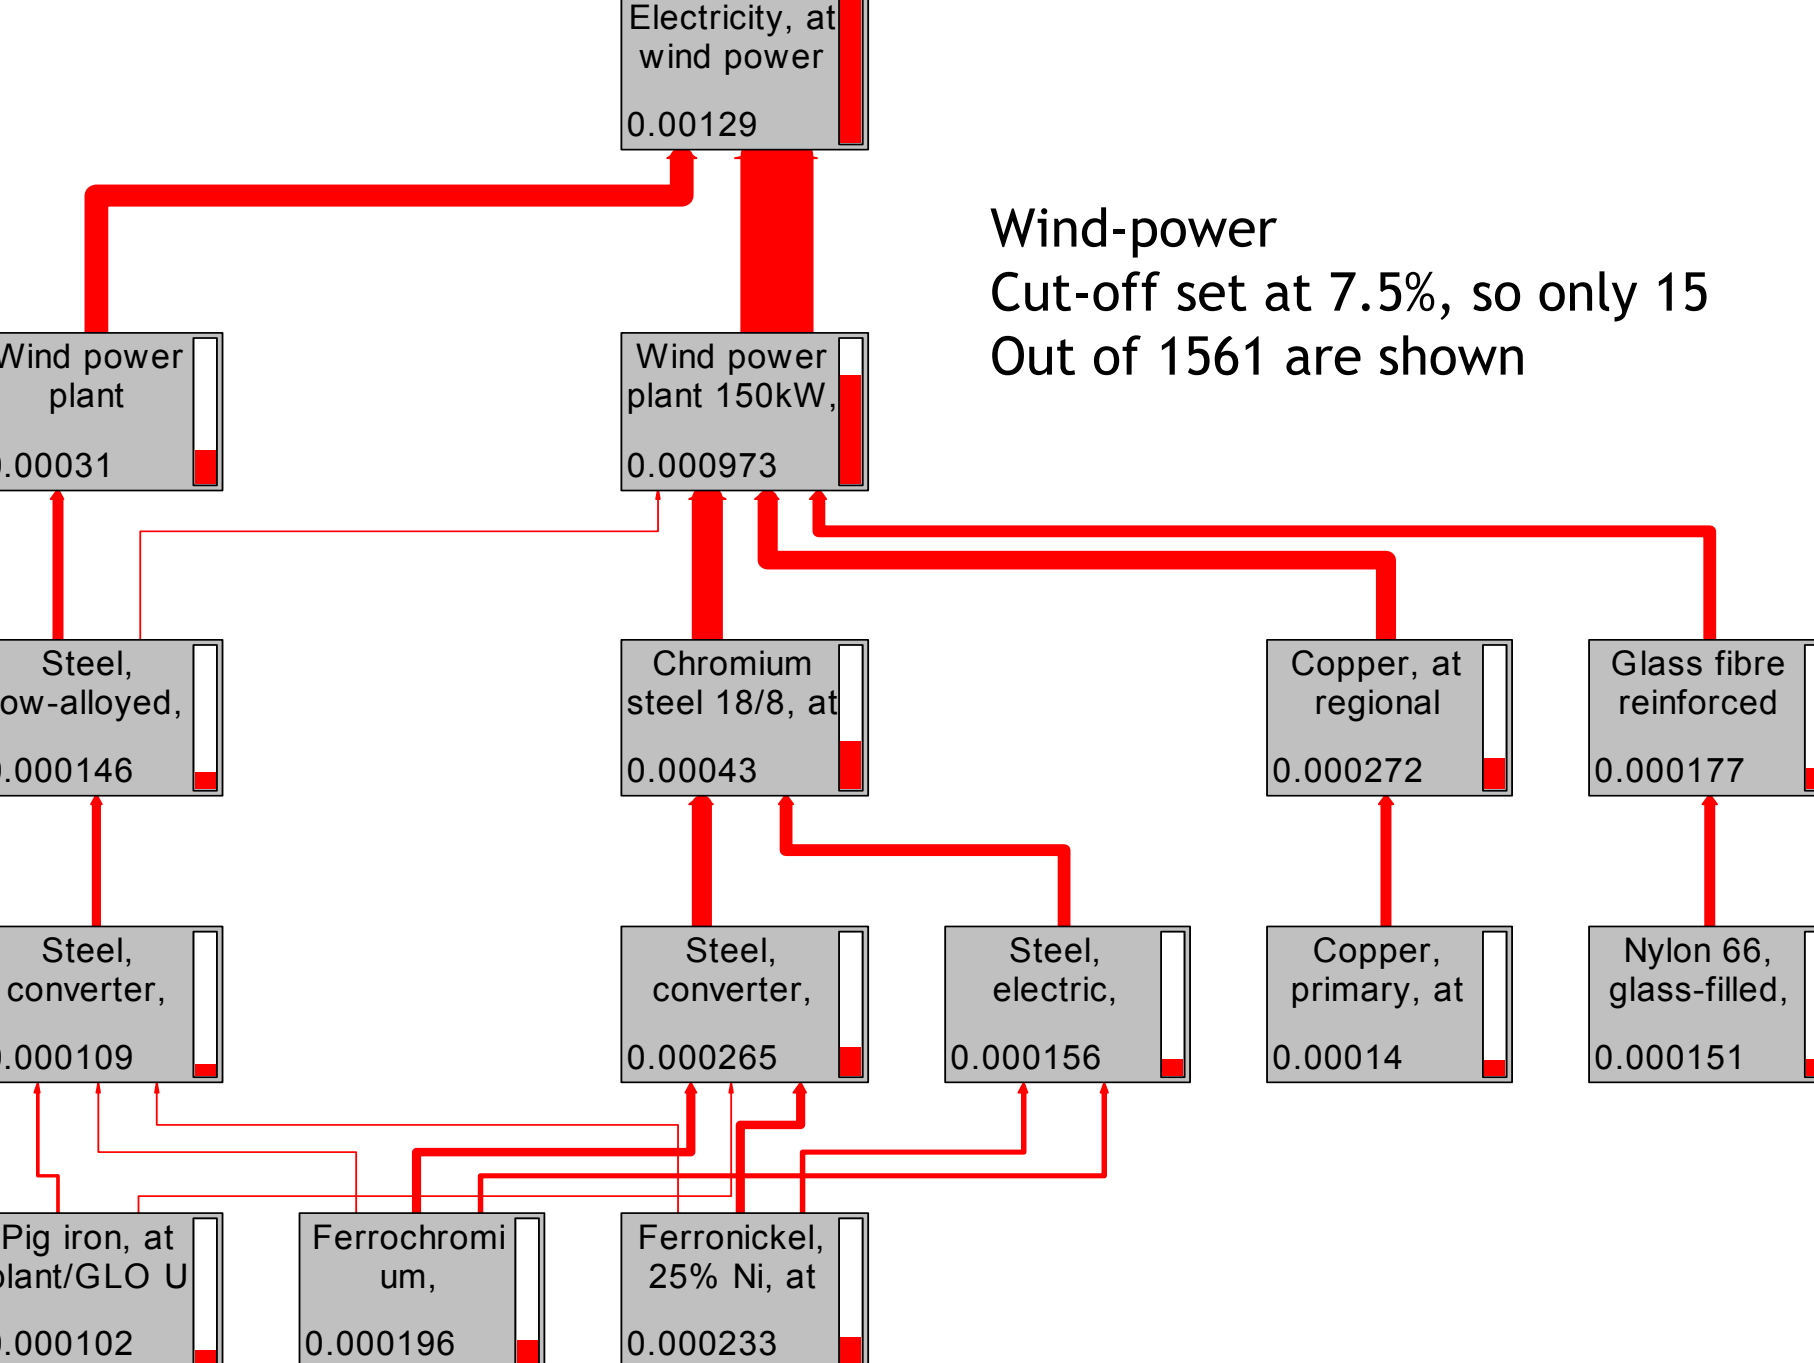 Electricity, at
wind power
0.00129
Wind-power
Cut-off set at 7.5%, so only 15
Out of 1561 are shown
Wind power
plant
.00031
Wind power
plant 150kW,
0.000973
Steel,
ow-alloyed,
.000146
Chromium
steel 18/8, at
0.00043
Copper, at
regional
0.000272
Glass fibre
reinforced
0.000177
Steel,
converter,
.000109
Steel,
converter,
0.000265
Steel,
electric,
0.000156
Copper,
primary, at
0.00014
Nylon 66,
glass-filled,
0.000151
Pig iron, at
plant/GLO U
.000102
Ferrochromi
um,
0.000196
Ferronickel,
25% Ni, at
0.000233